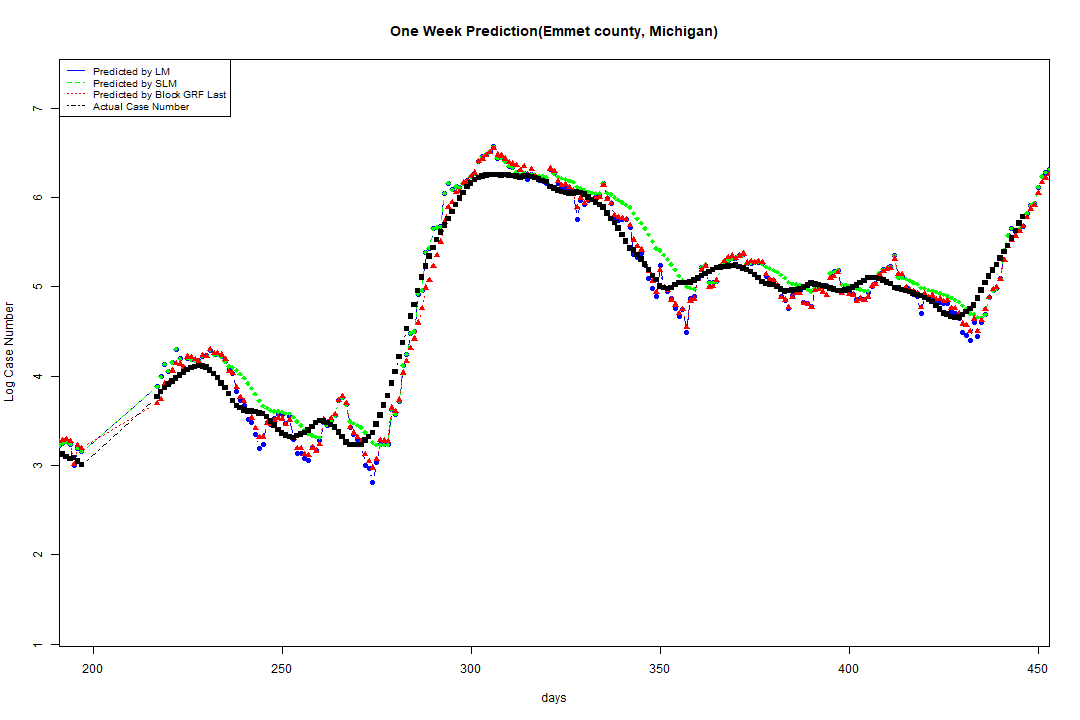 One Week Prediction(Emmet county, Michigan)
Predicted by LM
Predicted by SLM
Predicted by Block GRF Last
Actual Case Number
7
6
5
4
3
2
1
Log Case Number
200 250 300 350 400 450
days